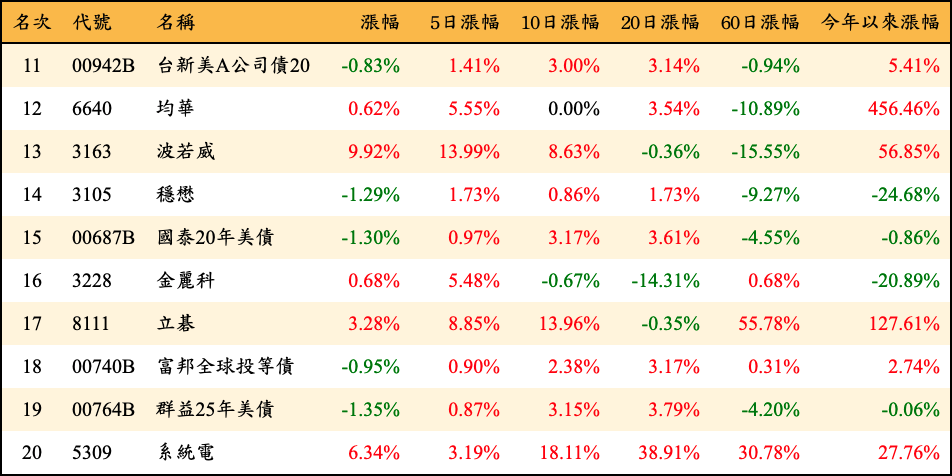 名次 代號 名稱 漲幅 5日漲幅 10日漲幅 20日漲幅 60日漲幅 今年以來漲幅
11 00942B 台新美A公司債20 -0.83% 1.41% 3.00% 3.14% -0.94% 5.41%
12 6640 均華 0.62% 5.55% 0.00% 3.54% -10.89% 456.46%
13 3163 波若威 9.92% 13.99% 8.63% -0.36% -15.55% 56.85%
14 3105 穩懋 -1.29% 1.73% 0.86% 1.73% -9.27% -24.68%
15 00687B 國泰20年美債 -1.30% 0.97% 3.17% 3.61% -4.55% -0.86%
16 3228 金麗科 0.68% 5.48% -0.67% -14.31% 0.68% -20.89%
17 8111 立碁 3.28% 8.85% 13.96% -0.35% 55.78% 127.61%
18 00740B 富邦全球投等債 -0.95% 0.90% 2.38% 3.17% 0.31% 2.74%
19 00764B 群益25年美債 -1.35% 0.87% 3.15% 3.79% -4.20% -0.06%
20 5309 系統電 6.34% 3.19% 18.11% 38.91% 30.78% 27.76%